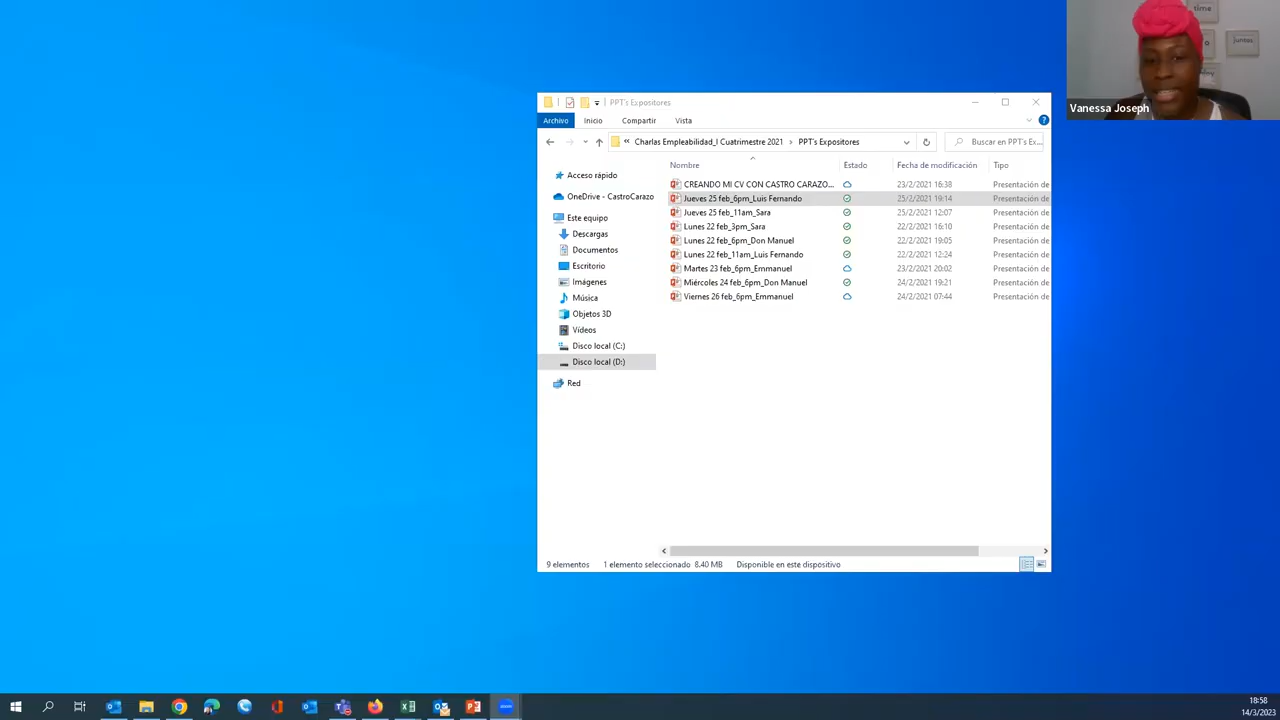 time
juntos
Vanessa Joseph
PPT's Expositores
Archivo Inicio Compartir Vista
« Charlas Empleabilidad_I Cuatrimestre 2021 > PPT's Expositores
Buscar en PPT's Ex...
Nombre Estado Fecha de modificación Tipo
CREANDO MI CV CON CASTRO CARAZO... 23/2/2021 16:38 Presentación de
Jueves 25 feb_6pm_Luis Fernando 25/2/2021 19:14 Presentación de
Jueves 25 feb_11am_Sara 25/2/2021 12:07 Presentación de
Lunes 22 feb_3pm_Sara 22/2/2021 16:10 Presentación de
Lunes 22 feb_6pm_Don Manuel 22/2/2021 19:05 Presentación de
Lunes 22 feb_11am_Luis Fernando 22/2/2021 12:24 Presentación de
Martes 23 feb_6pm_Emmanuel 23/2/2021 20:02 Presentación de
Miércoles 24 feb_6pm_Don Manuel 24/2/2021 19:21 Presentación de
Viernes 26 feb_6pm_Emmanuel 24/2/2021 07:44 Presentación de
Acceso rápido
OneDrive - CastroCarazo
Este equipo
Descargas
Documentos
Escritorio
Imágenes
Música
Objetos 3D
Vídeos
Disco local (C:)
Disco local (D:)
Red
9 elementos 1 elemento seleccionado 8.40 MB Disponible en este dispositivo
zoom
18:58
14/3/2023